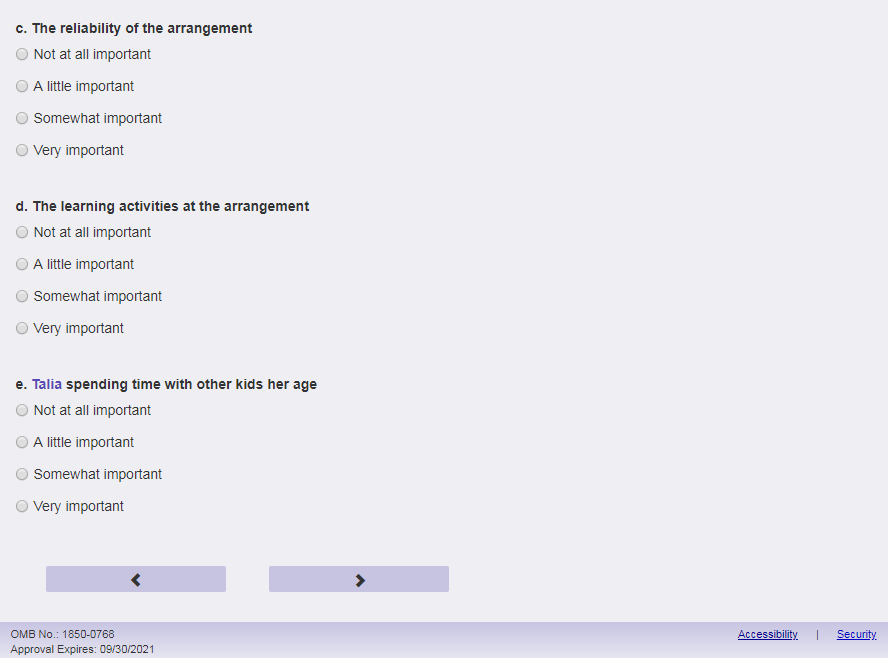 c. The reliability of the arrangement
Not at all important
A little important
Somewhat important
Very important
d. The learning activities at the arrangement
Not at all important
A little important
Somewhat important
Very important
e. Talia spending time with other kids her age
Not at all important
A little important
Somewhat important
Very important
OMB No.: 1850-0768
Approval Expires: 09/30/2021
Accessibility | Security